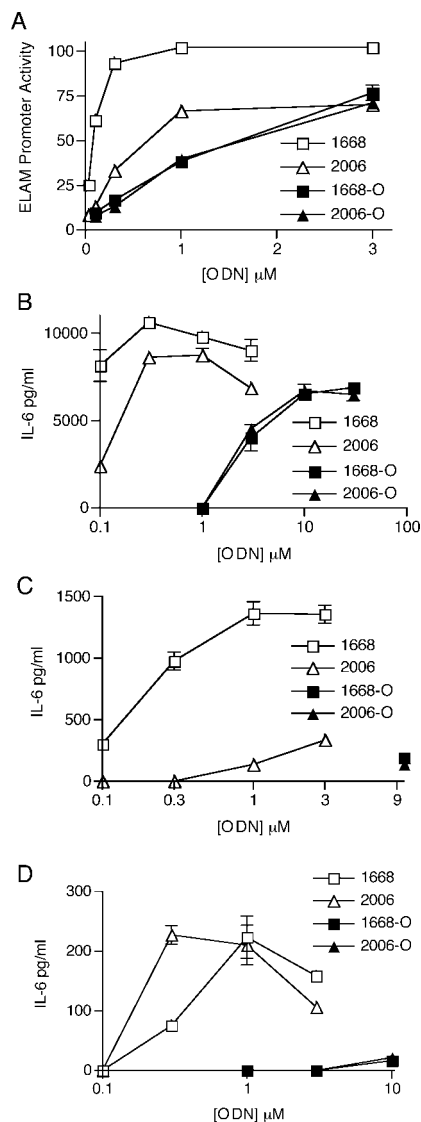 A
ELAM Promoter Activity
100
75
50
25
0
0
1
2
3
[ODN] μM
1668
2006
1668-O
2006-O
B
IL-6 pg/ml
10000
5000
0
0.1
1
10
100
[ODN] μM
1668
2006
1668-O
2006-O
C
IL-6 pg/ml
1500
1000
500
0
0.1
0.3
1
3
9
[ODN] μM
1668
2006
1668-O
2006-O
D
IL-6 pg/ml
300
200
100
0
0.1
1
10
[ODN] μM
1668
2006
1668-O
2006-O